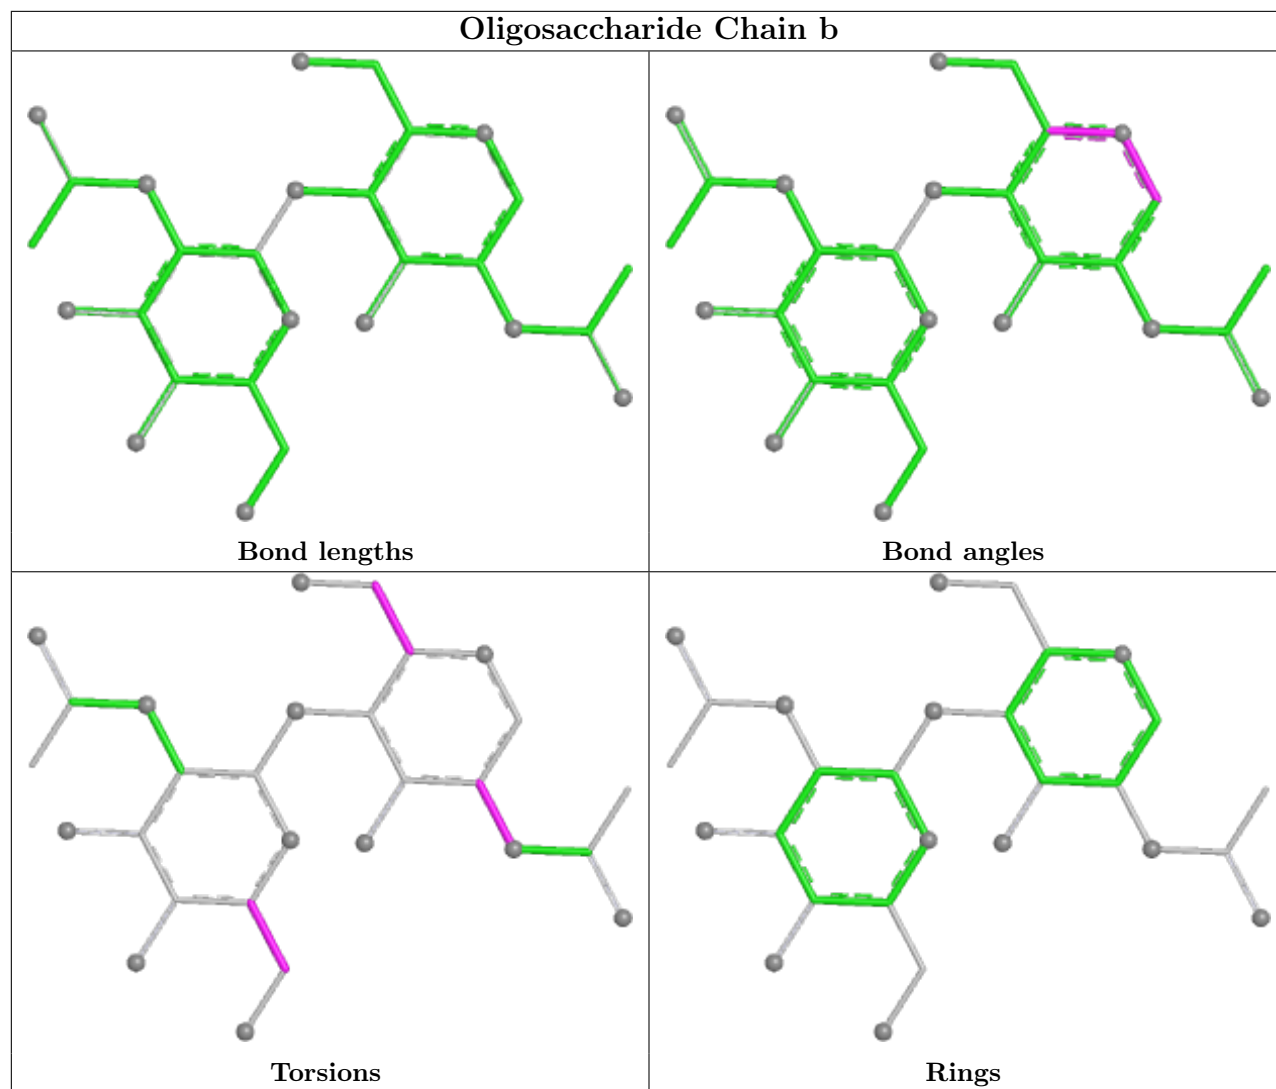 Oligosaccharide Chain b
Bond lengths
Bond angles
Torsions
Rings